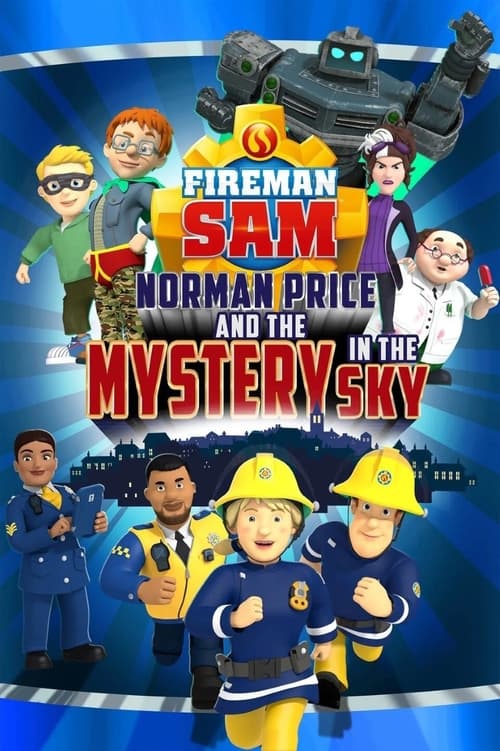 FIREMAN
SAM
NORMAN PRICE
AND THE
MYSTERY IN THE
SKY